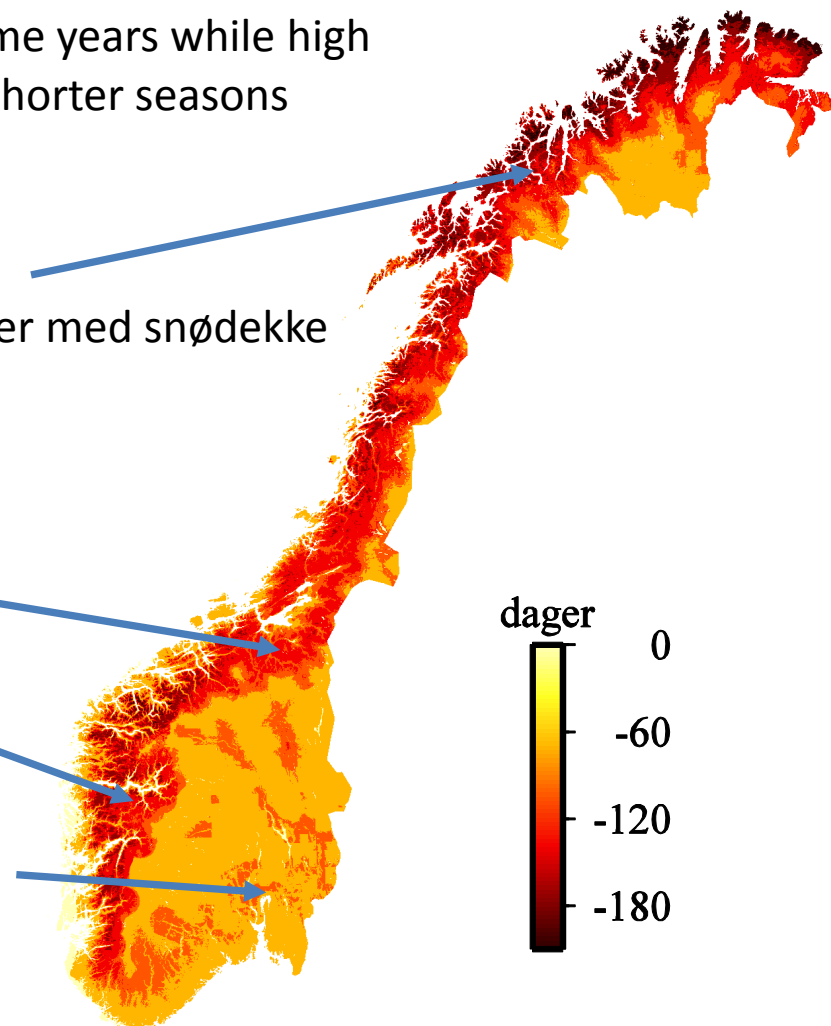 me years while high
horter seasons
er med snødekke
dager
0
-60
-120
-180